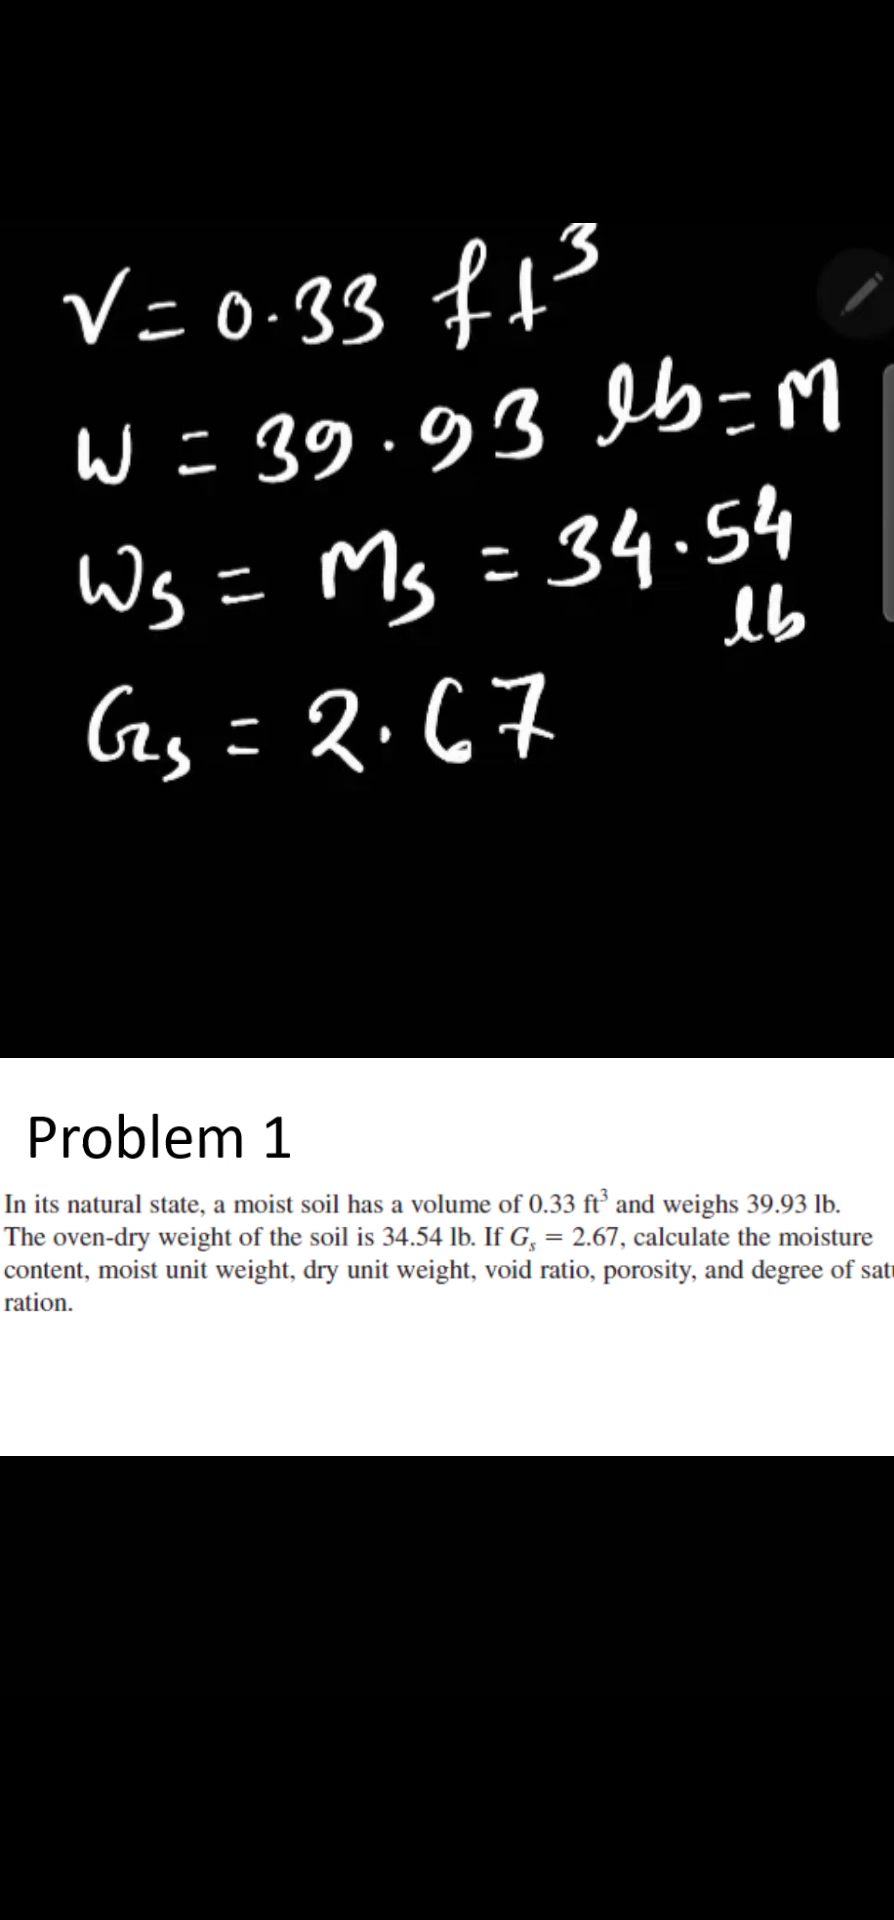 V = 0.33 ft³
W = 39.93 lb = M
Ws = Ms = 34.54
lb
Gs = 2.67
Problem 1
In its natural state, a moist soil has a volume of 0.33 ft³ and weighs 39.93 lb.
The oven-dry weight of the soil is 34.54 lb. If Gₛ = 2.67, calculate the moisture
content, moist unit weight, dry unit weight, void ratio, porosity, and degree of satu
ration.